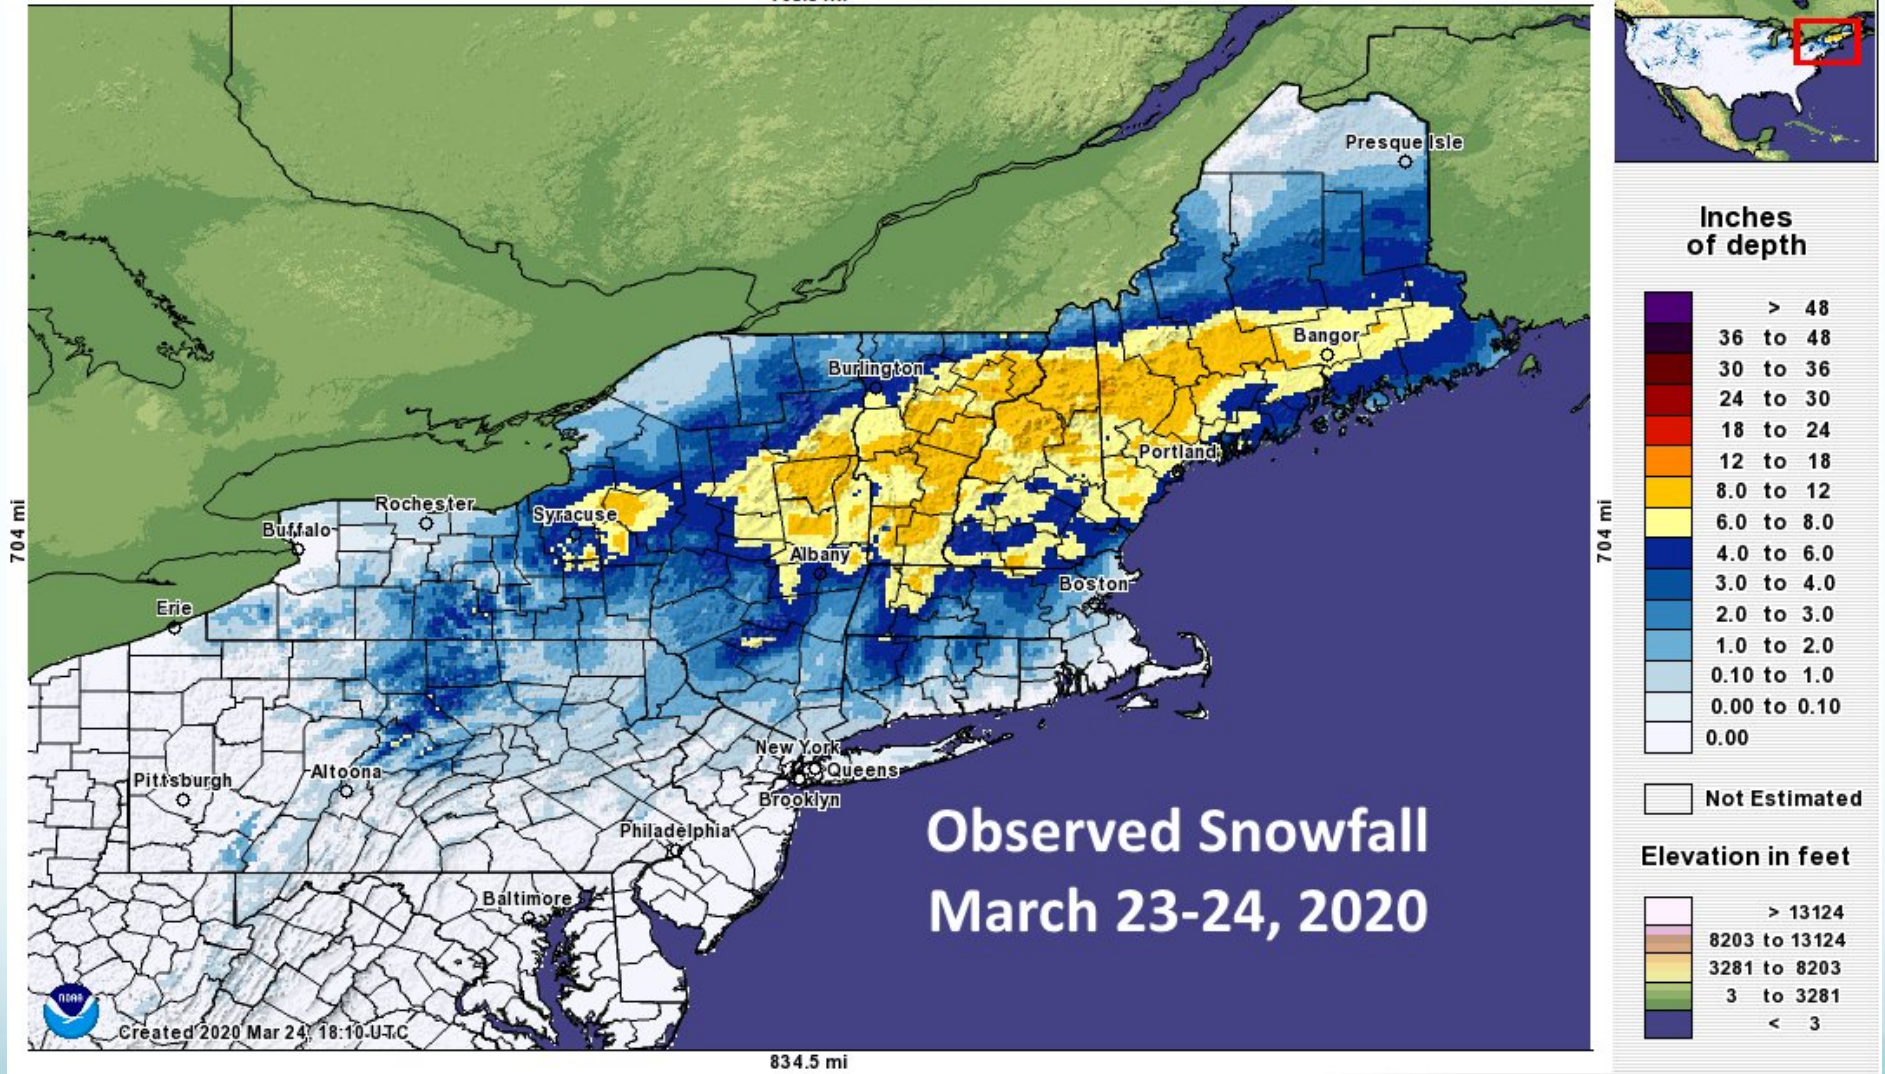 Presque Isle
Bangor
Burlington
Portland
Rochester
Syracuse
Buffalo
Albany
Boston
Erie
New York
Queens
Pittsburgh
Altoona
Brooklyn
Philadelphia
Baltimore
704 mi
704 mi
Observed Snowfall
March 23-24, 2020
NOAA
Created 2020 Mar 24, 18:10 UTC
834.5 mi
Inches
of depth
> 48
36 to 48
30 to 36
24 to 30
18 to 24
12 to 18
8.0 to 12
6.0 to 8.0
4.0 to 6.0
3.0 to 4.0
2.0 to 3.0
1.0 to 2.0
0.10 to 1.0
0.00 to 0.10
0.00
Not Estimated
Elevation in feet
> 13124
8203 to 13124
3281 to 8203
3 to 3281
< 3